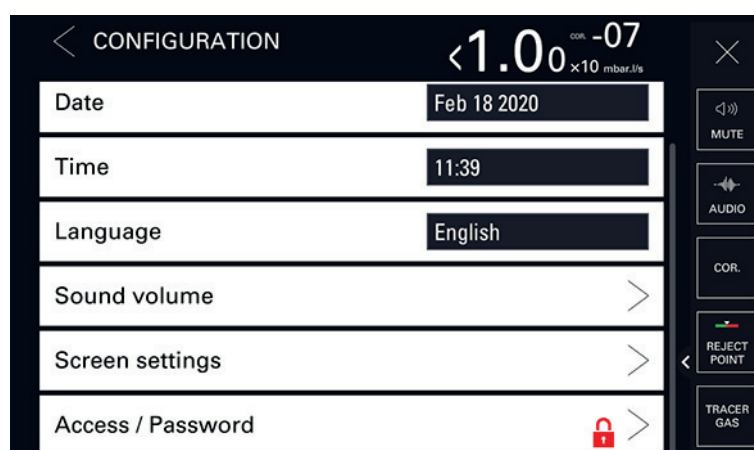 CONFIGURATION
<1.00 COR. -07
×10 mbar.l/s
Date
Feb 18 2020
MUTE
Time
11:39
AUDIO
Language
English
COR.
Sound volume
Screen settings
REJECT
POINT
Access / Password
TRACER
GAS